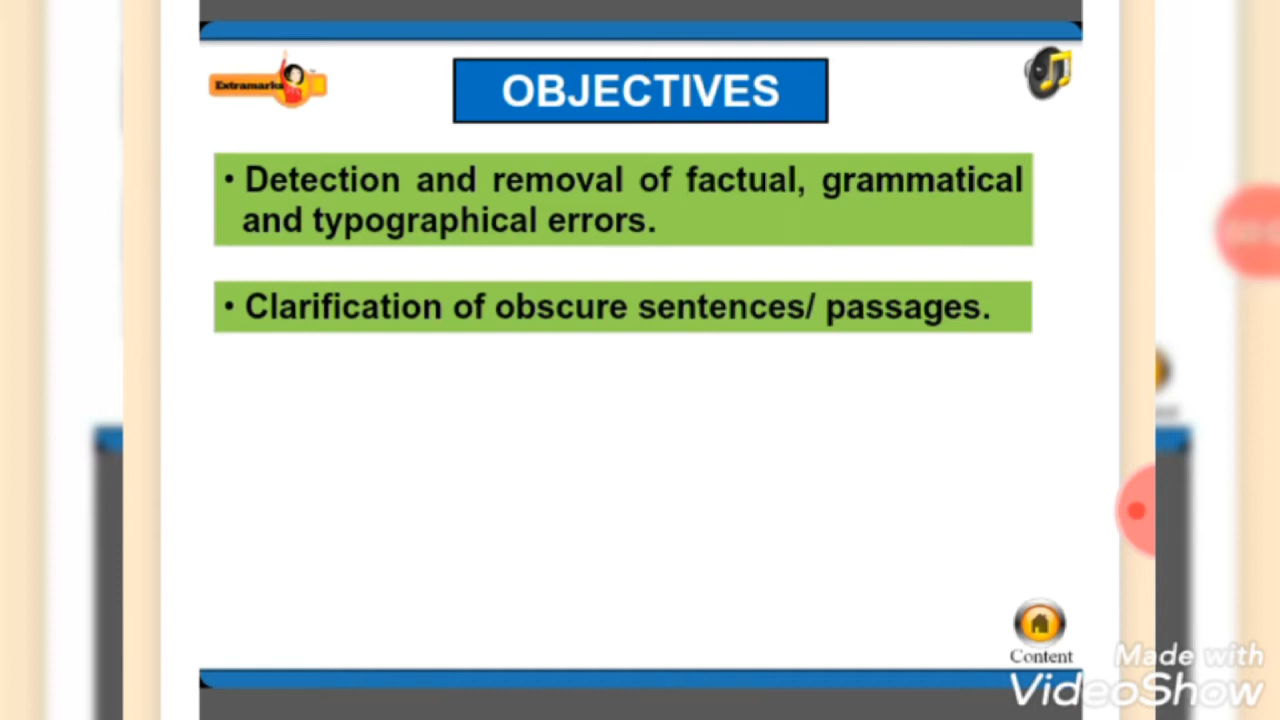 Extramarks
OBJECTIVES
• Detection and removal of factual, grammatical
and typographical errors.
• Clarification of obscure sentences/ passages.
Content
Made with
VideoShow